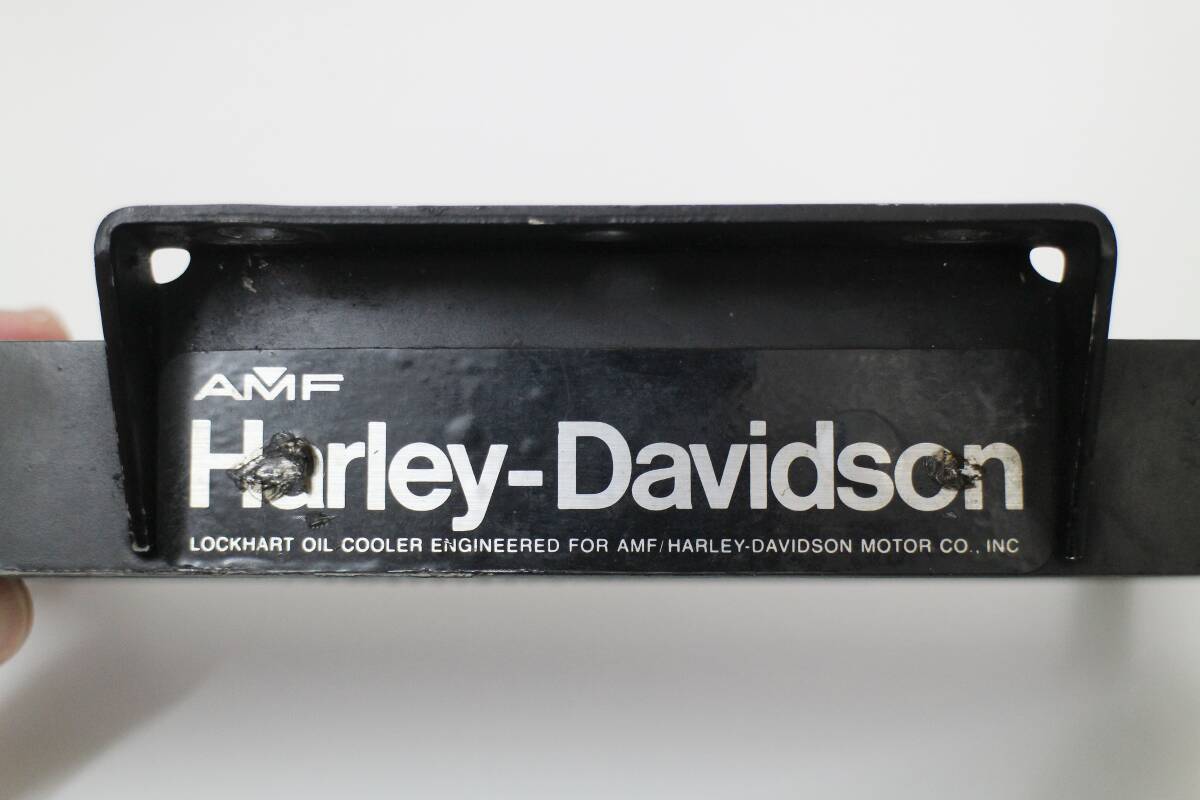 AMF
Harley-Davidson
LOCKHART OIL COOLER ENGINEERED FOR AMF/HARLEY-DAVIDSON MOTOR CO., INC